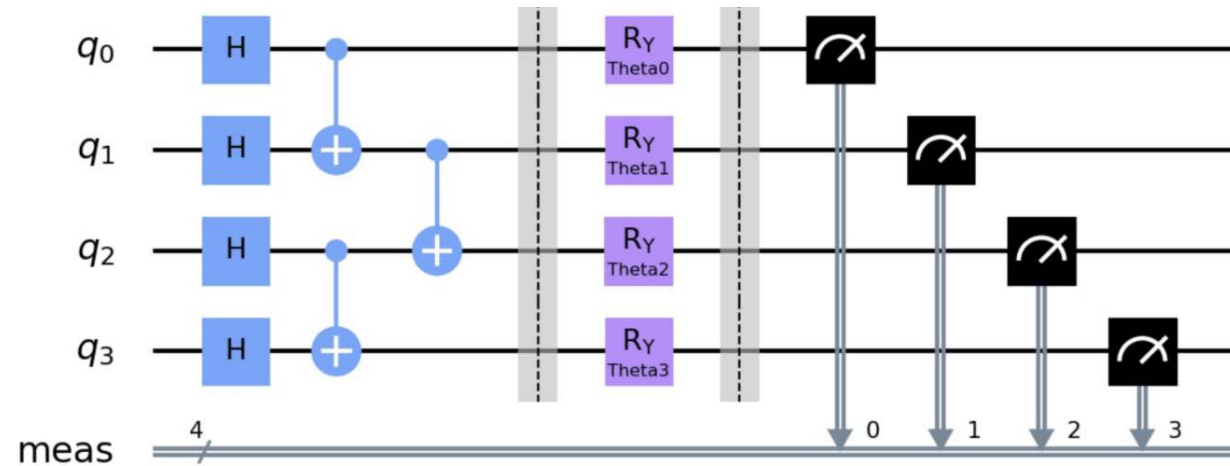 q0 H RY Theta0
q1 H RY Theta1
q2 H RY Theta2
q3 H RY Theta3
meas 4 0 1 2 3